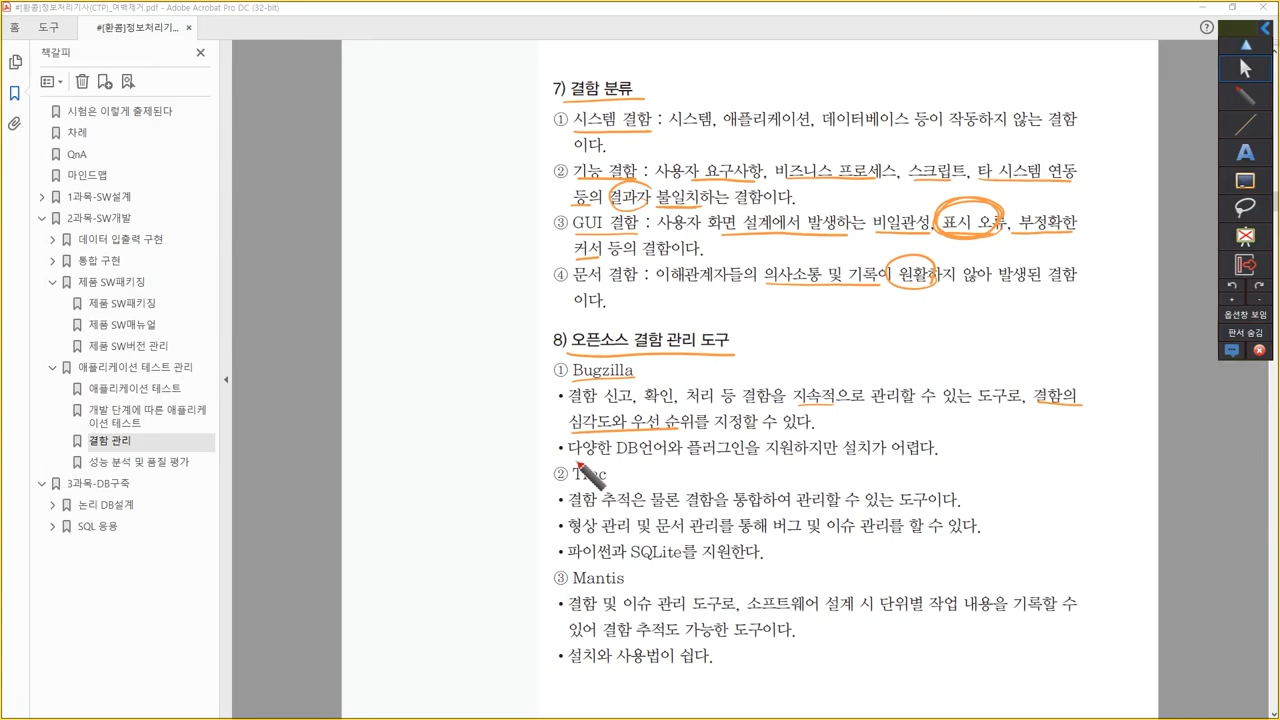 #[환콤]정보처리기사(CTP)_여백제거.pdf - Adobe Acrobat Pro DC (32-bit)
홈 도구 #[환콤]정보처리기...
책갈피
시험은 이렇게 출제된다
차례
QnA
마인드맵
1과목-SW설계
2과목-SW개발
데이터 입출력 구현
통합 구현
제품 SW패키징
제품 SW패키징
제품 SW매뉴얼
제품 SW버전 관리
애플리케이션 테스트 관리
애플리케이션 테스트
개발 단계에 따른 애플리케
이션 테스트
결함 관리
성능 분석 및 품질 평가
3과목-DB구축
논리 DB설계
SQL 응용
7) 결함 분류
① 시스템 결함 : 시스템, 애플리케이션, 데이터베이스 등이 작동하지 않는 결함
이다.
② 기능 결함 : 사용자 요구사항, 비즈니스 프로세스, 스크립트, 타 시스템 연동
등의 결과가 불일치하는 결함이다.
③ GUI 결함 : 사용자 화면 설계에서 발생하는 비일관성, 표시 오류, 부정확한
커서 등의 결함이다.
④ 문서 결함 : 이해관계자들의 의사소통 및 기록이 원활하지 않아 발생된 결함
이다.
8) 오픈소스 결함 관리 도구
① Bugzilla
• 결함 신고, 확인, 처리 등 결함을 지속적으로 관리할 수 있는 도구로, 결함의
심각도와 우선 순위를 지정할 수 있다.
• 다양한 DB언어와 플러그인을 지원하지만 설치가 어렵다.
② Trac
• 결함 추적은 물론 결함을 통합하여 관리할 수 있는 도구이다.
• 형상 관리 및 문서 관리를 통해 버그 및 이슈 관리를 할 수 있다.
• 파이썬과 SQLite를 지원한다.
③ Mantis
• 결함 및 이슈 관리 도구로, 소프트웨어 설계 시 단위별 작업 내용을 기록할 수
있어 결함 추적도 가능한 도구이다.
• 설치와 사용법이 쉽다.
옵션창 보임
판서 숨김